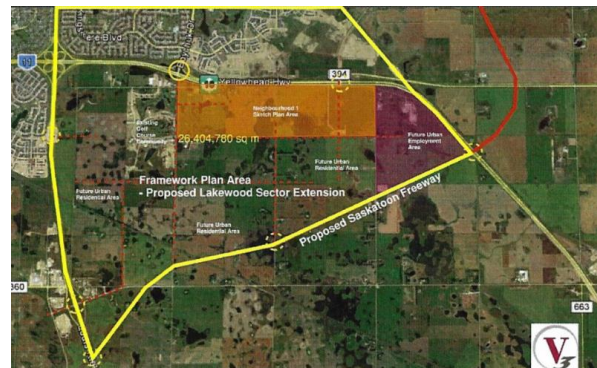 Yellowhead Hwy
394
Neighbourhood 1
Sketch Plan Area
Existing
Golf
Course
Community
26,404,780 sq m
Future Urban
Employment
Area
Future Urban
Residential Area
Framework Plan Area
- Proposed Lakewood Sector Extension
Future Urban
Residential Area
Future Urban
Residential Area
Proposed Saskatoon Freeway
360
663
V
3